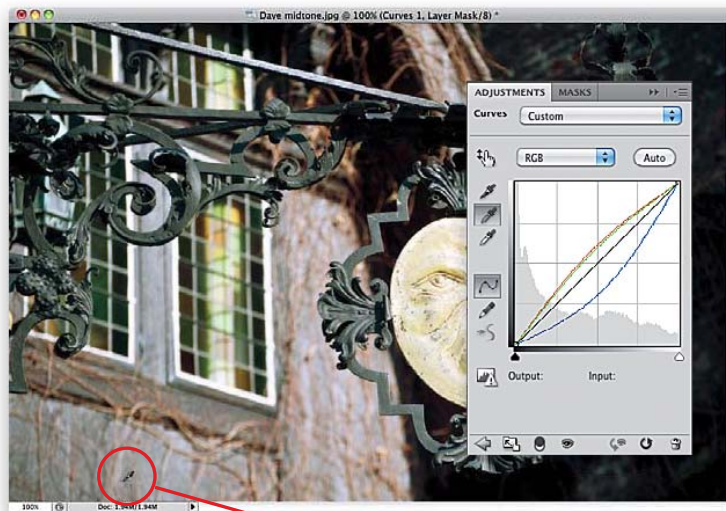 Dave midtone.jpg @ 100% (Curves 1, Layer Mask/8) *
ADJUSTMENTS MASKS
Curves Custom
RGB Auto
Output: Input:
100% Doc: 1.94M/1.94M